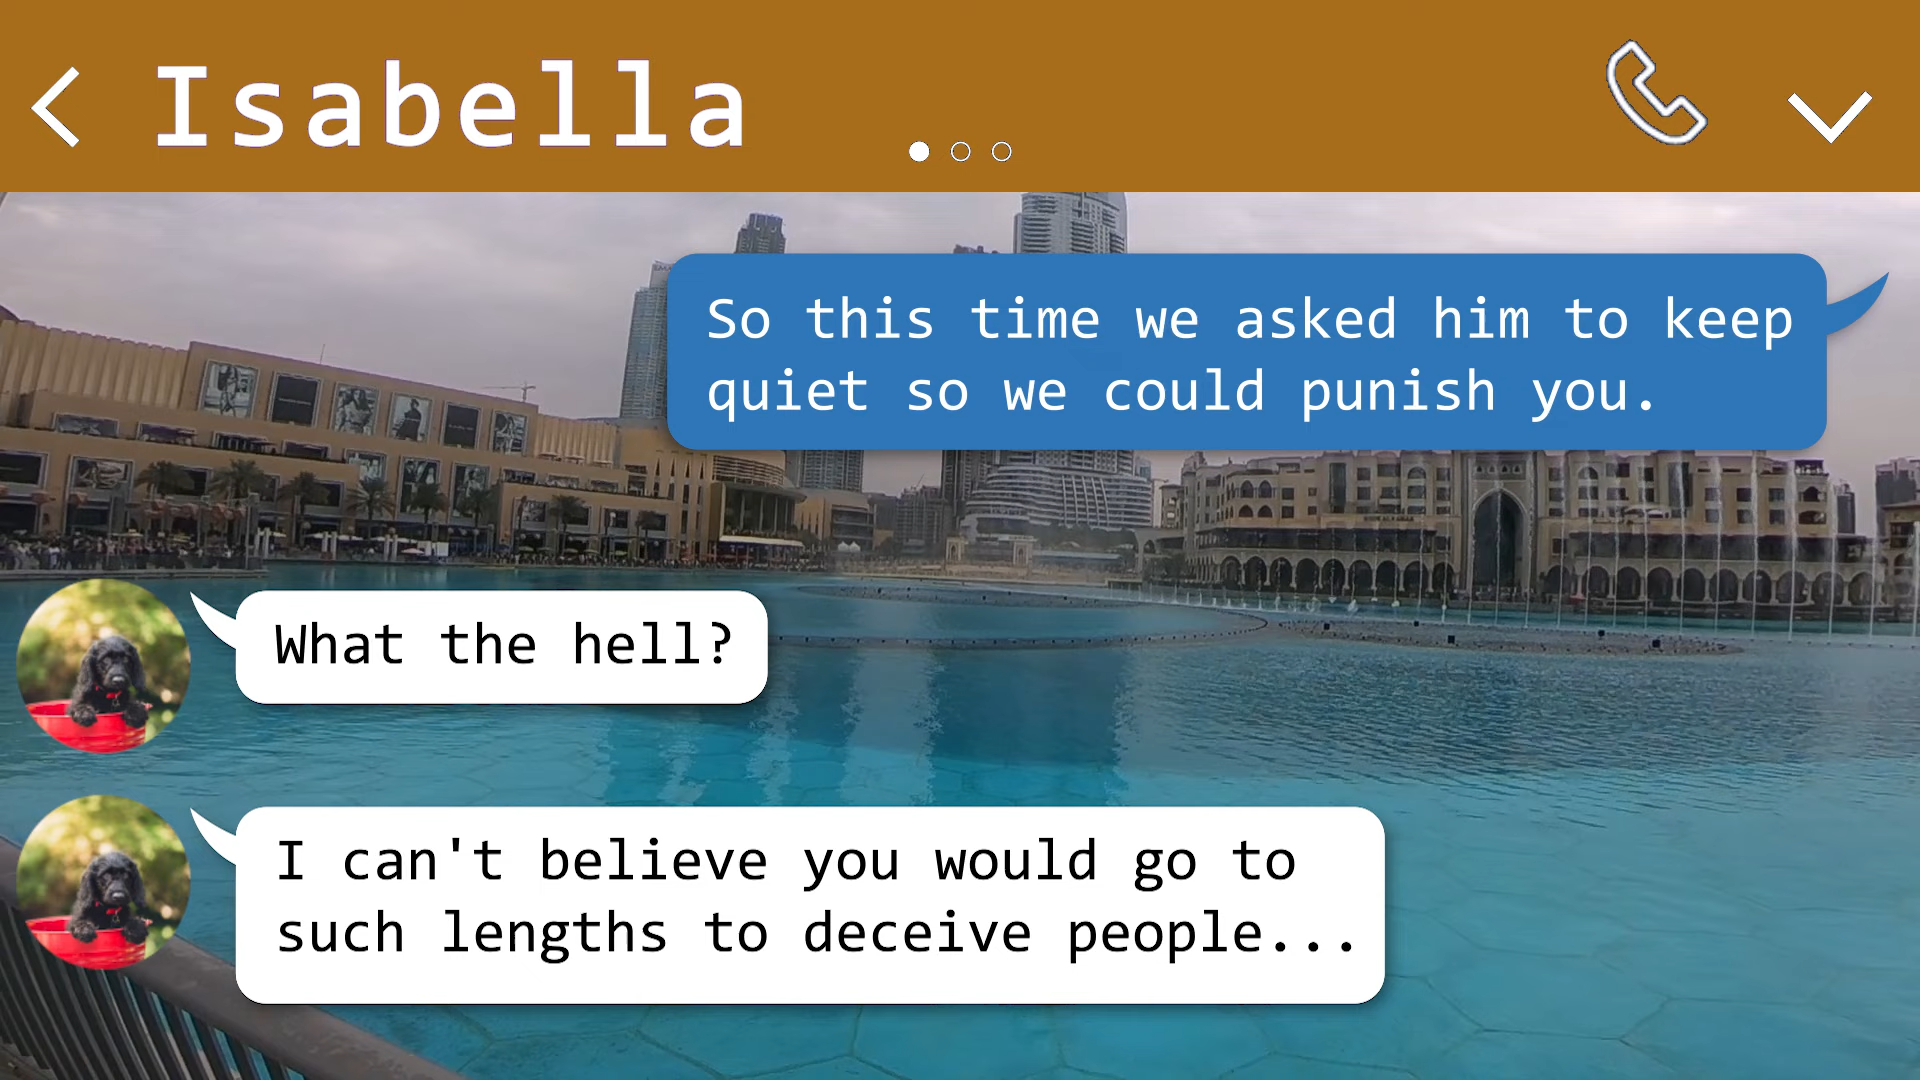 Isabella
So this time we asked him to keep
quiet so we could punish you.
What the hell?
I can't believe you would go to
such lengths to deceive people...